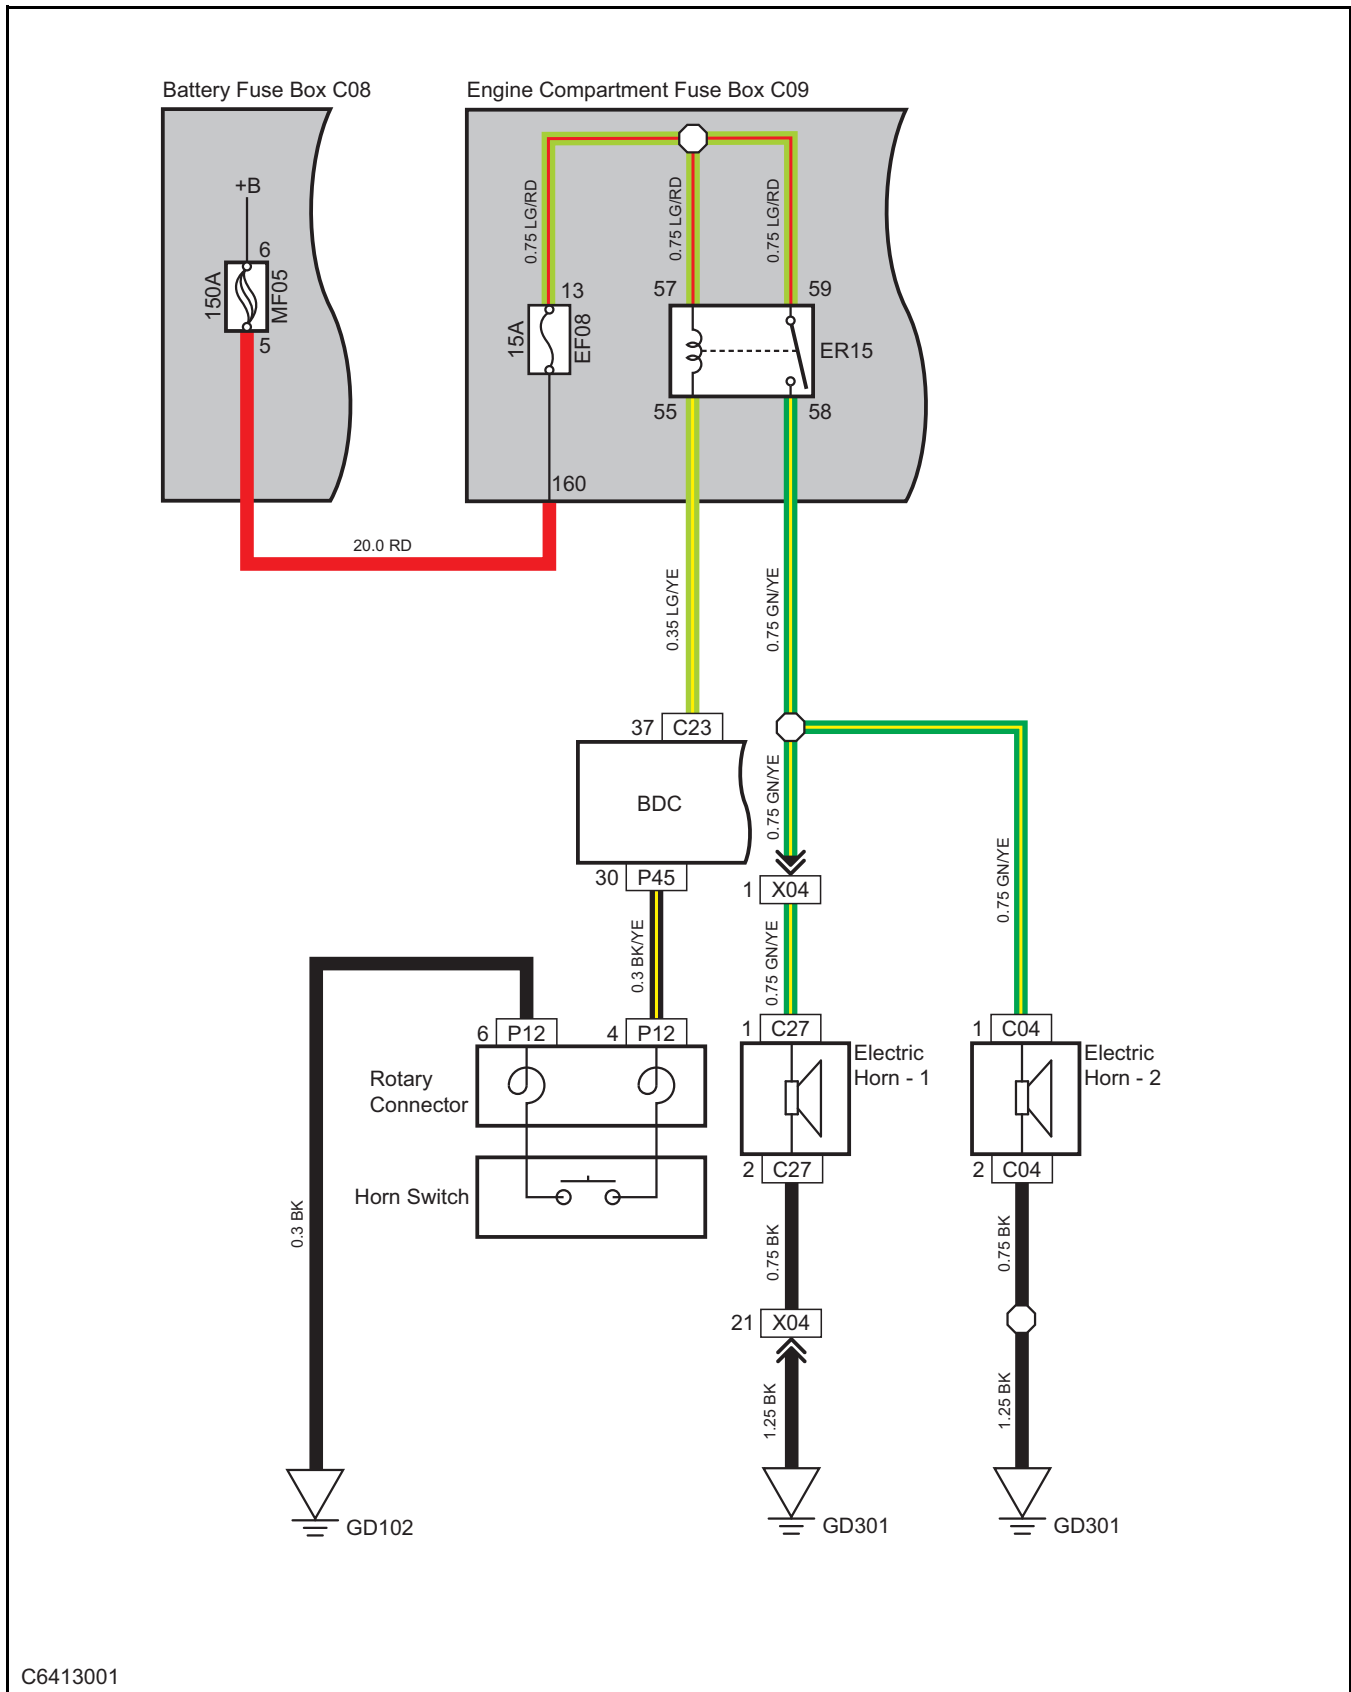 Battery Fuse Box C08
Engine Compartment Fuse Box C09
+B
6
150A
MF05
5
0.75 LG/RD
0.75 LG/RD
0.75 LG/RD
13
15A
EF08
57
59
ER15
55
58
160
20.0 RD
0.35 LG/YE
0.75 GN/YE
37
C23
BDC
0.75 GN/YE
30
P45
1
X04
0.75 GN/YE
0.3 BK/YE
0.75 GN/YE
6
P12
4
P12
1
C27
1
C04
Rotary
Connector
Electric
Horn - 1
Electric
Horn - 2
Horn Switch
2
C27
2
C04
0.3 BK
0.75 BK
0.75 BK
21
X04
1.25 BK
1.25 BK
GD102
GD301
GD301
C6413001